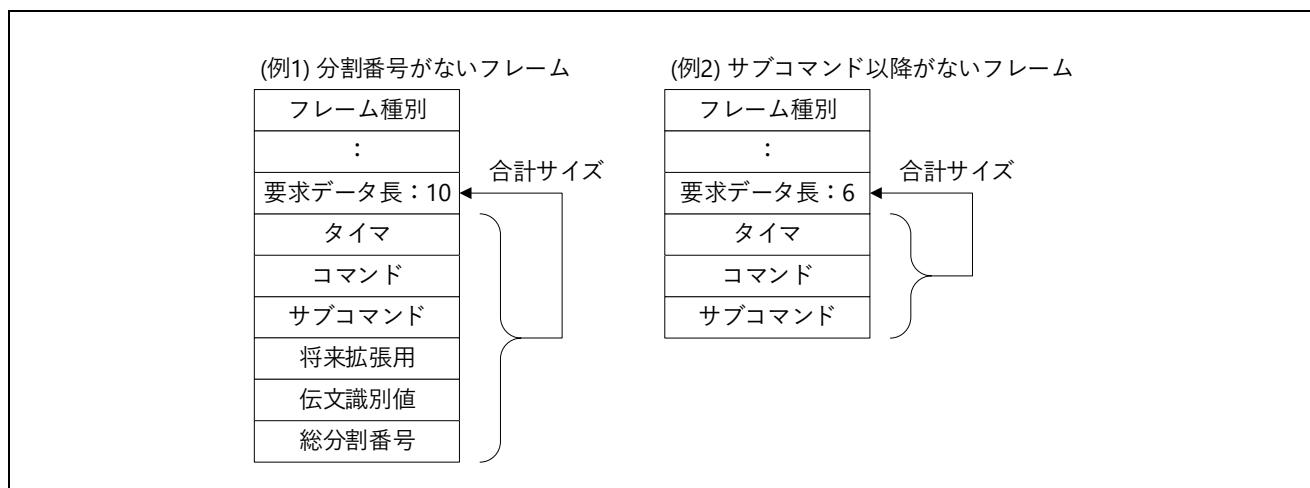 (例1) 分割番号がないフレーム
フレーム種別
：
要求データ長：10
タイマ
コマンド
サブコマンド
将来拡張用
伝文識別値
総分割番号
合計サイズ
(例2) サブコマンド以降がないフレーム
フレーム種別
：
要求データ長：6
タイマ
コマンド
サブコマンド
合計サイズ